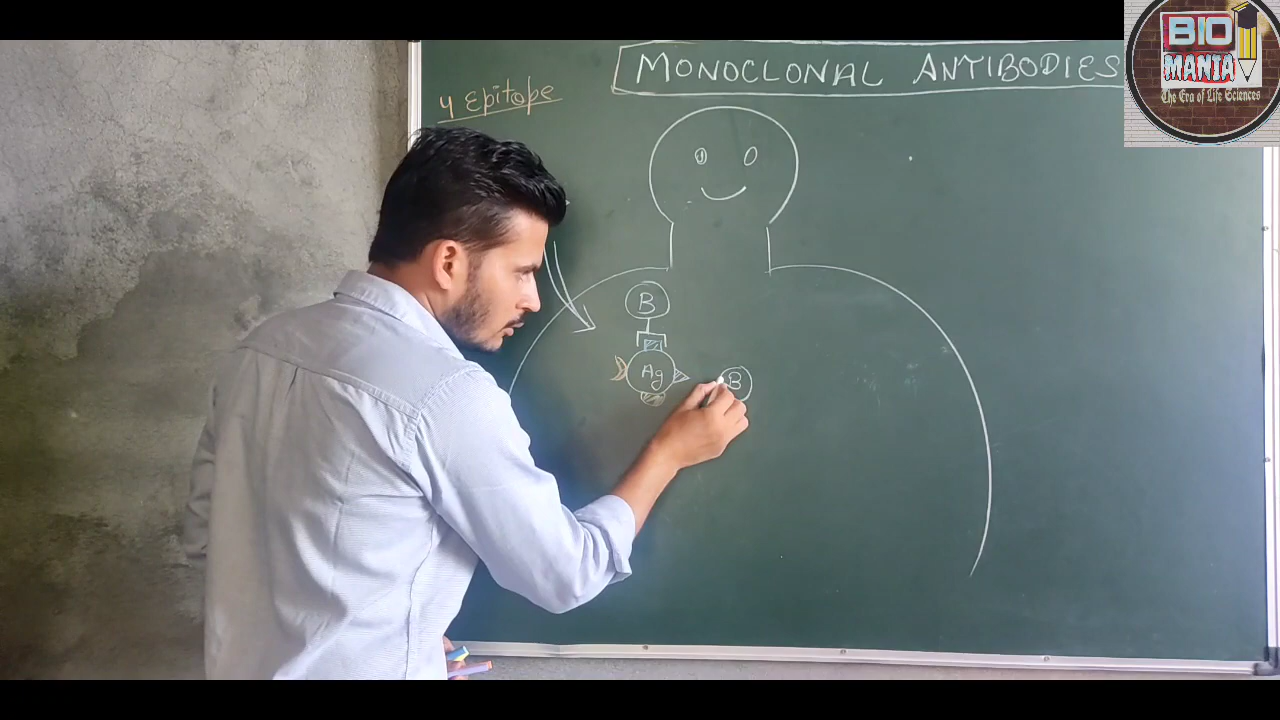 MONOCLONAL ANTIBODIES
4 Epitope
B
Ag
B
BIO
MANIA
The Era of Life Sciences